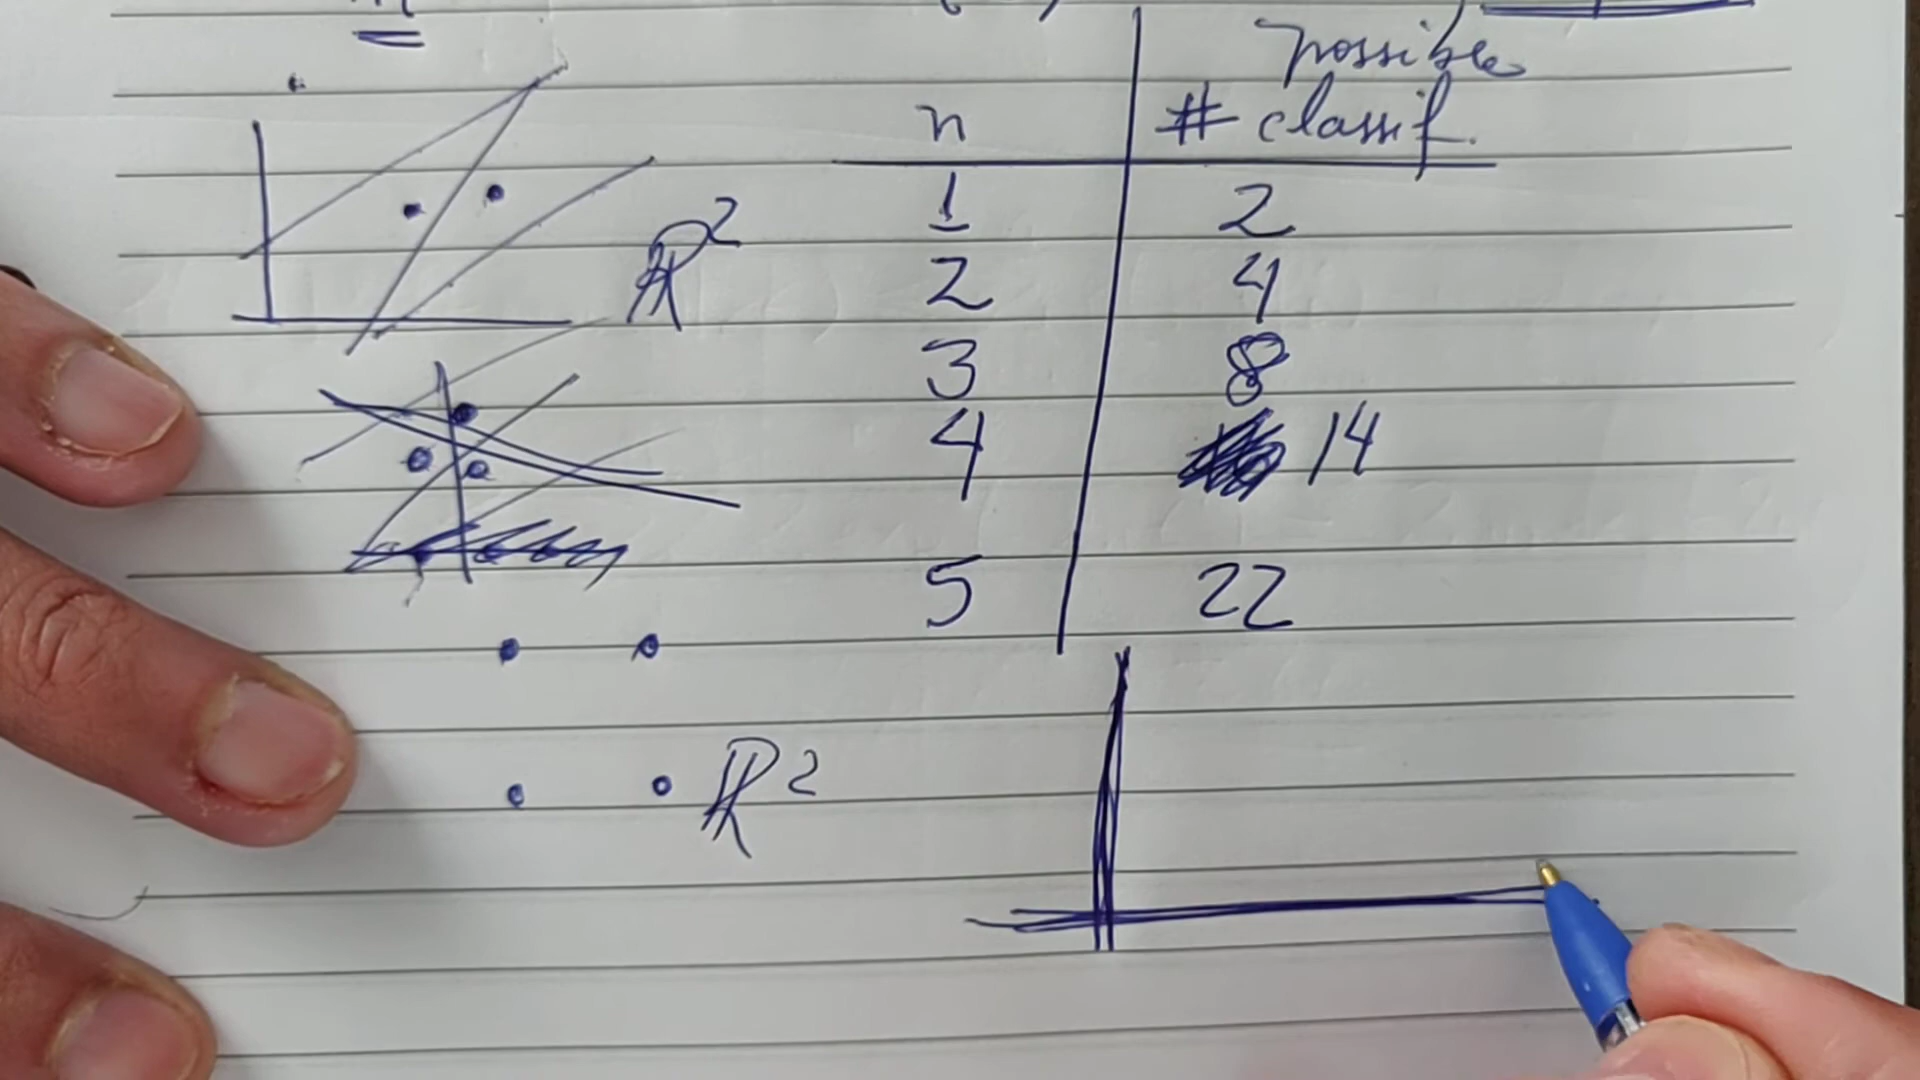 possible
n # classif.
1 2
ℝ²
2 4
3 8
4 14
5 22
ℝ²